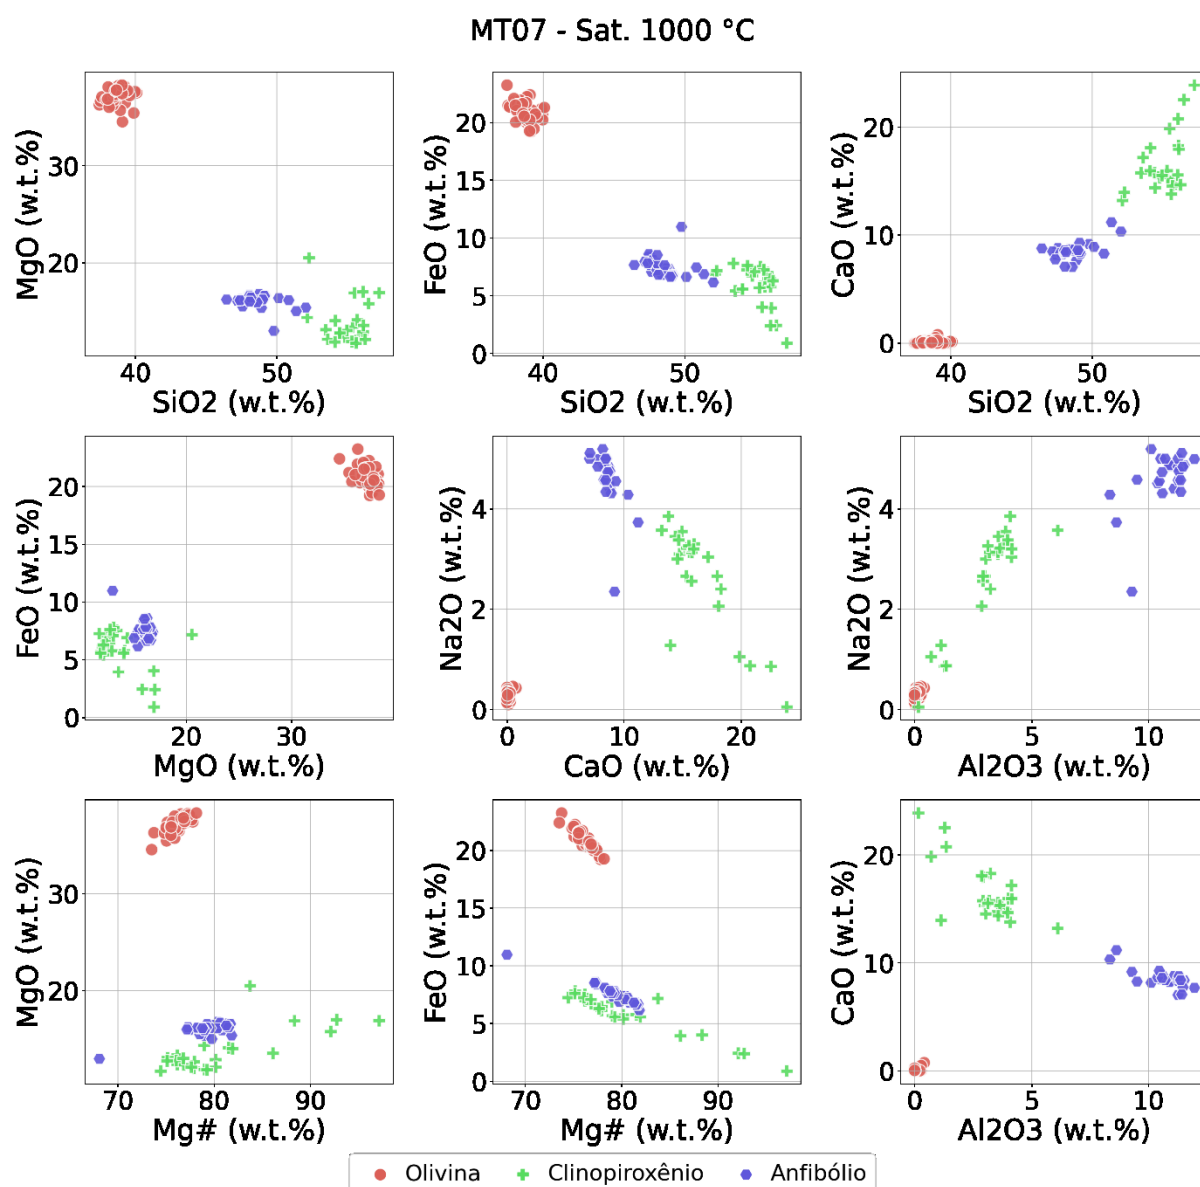 MT07 - Sat. 1000 °C
MgO (w.t.%)
30
20
40
50
SiO2 (w.t.%)
FeO (w.t.%)
20
15
10
5
0
40
50
SiO2 (w.t.%)
CaO (w.t.%)
20
10
0
40
50
SiO2 (w.t.%)
FeO (w.t.%)
20
15
10
5
0
20
30
MgO (w.t.%)
Na2O (w.t.%)
4
2
0
0
10
20
CaO (w.t.%)
Na2O (w.t.%)
4
2
0
0
5
10
Al2O3 (w.t.%)
MgO (w.t.%)
30
20
70
80
90
Mg# (w.t.%)
FeO (w.t.%)
20
15
10
5
0
70
80
90
Mg# (w.t.%)
CaO (w.t.%)
20
10
0
0
5
10
Al2O3 (w.t.%)
Olivina
Clinopiroxênio
Anfibólio